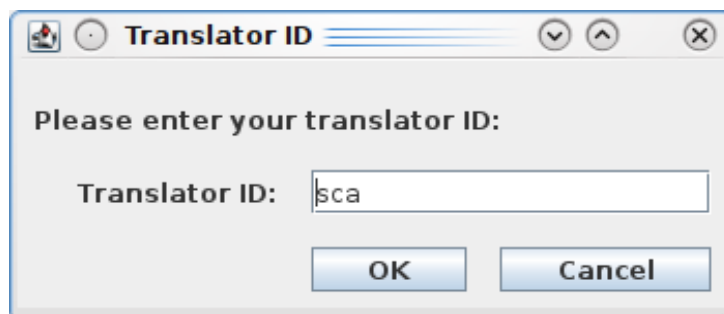 Translator ID
Please enter your translator ID:
Translator ID: sca
OK Cancel